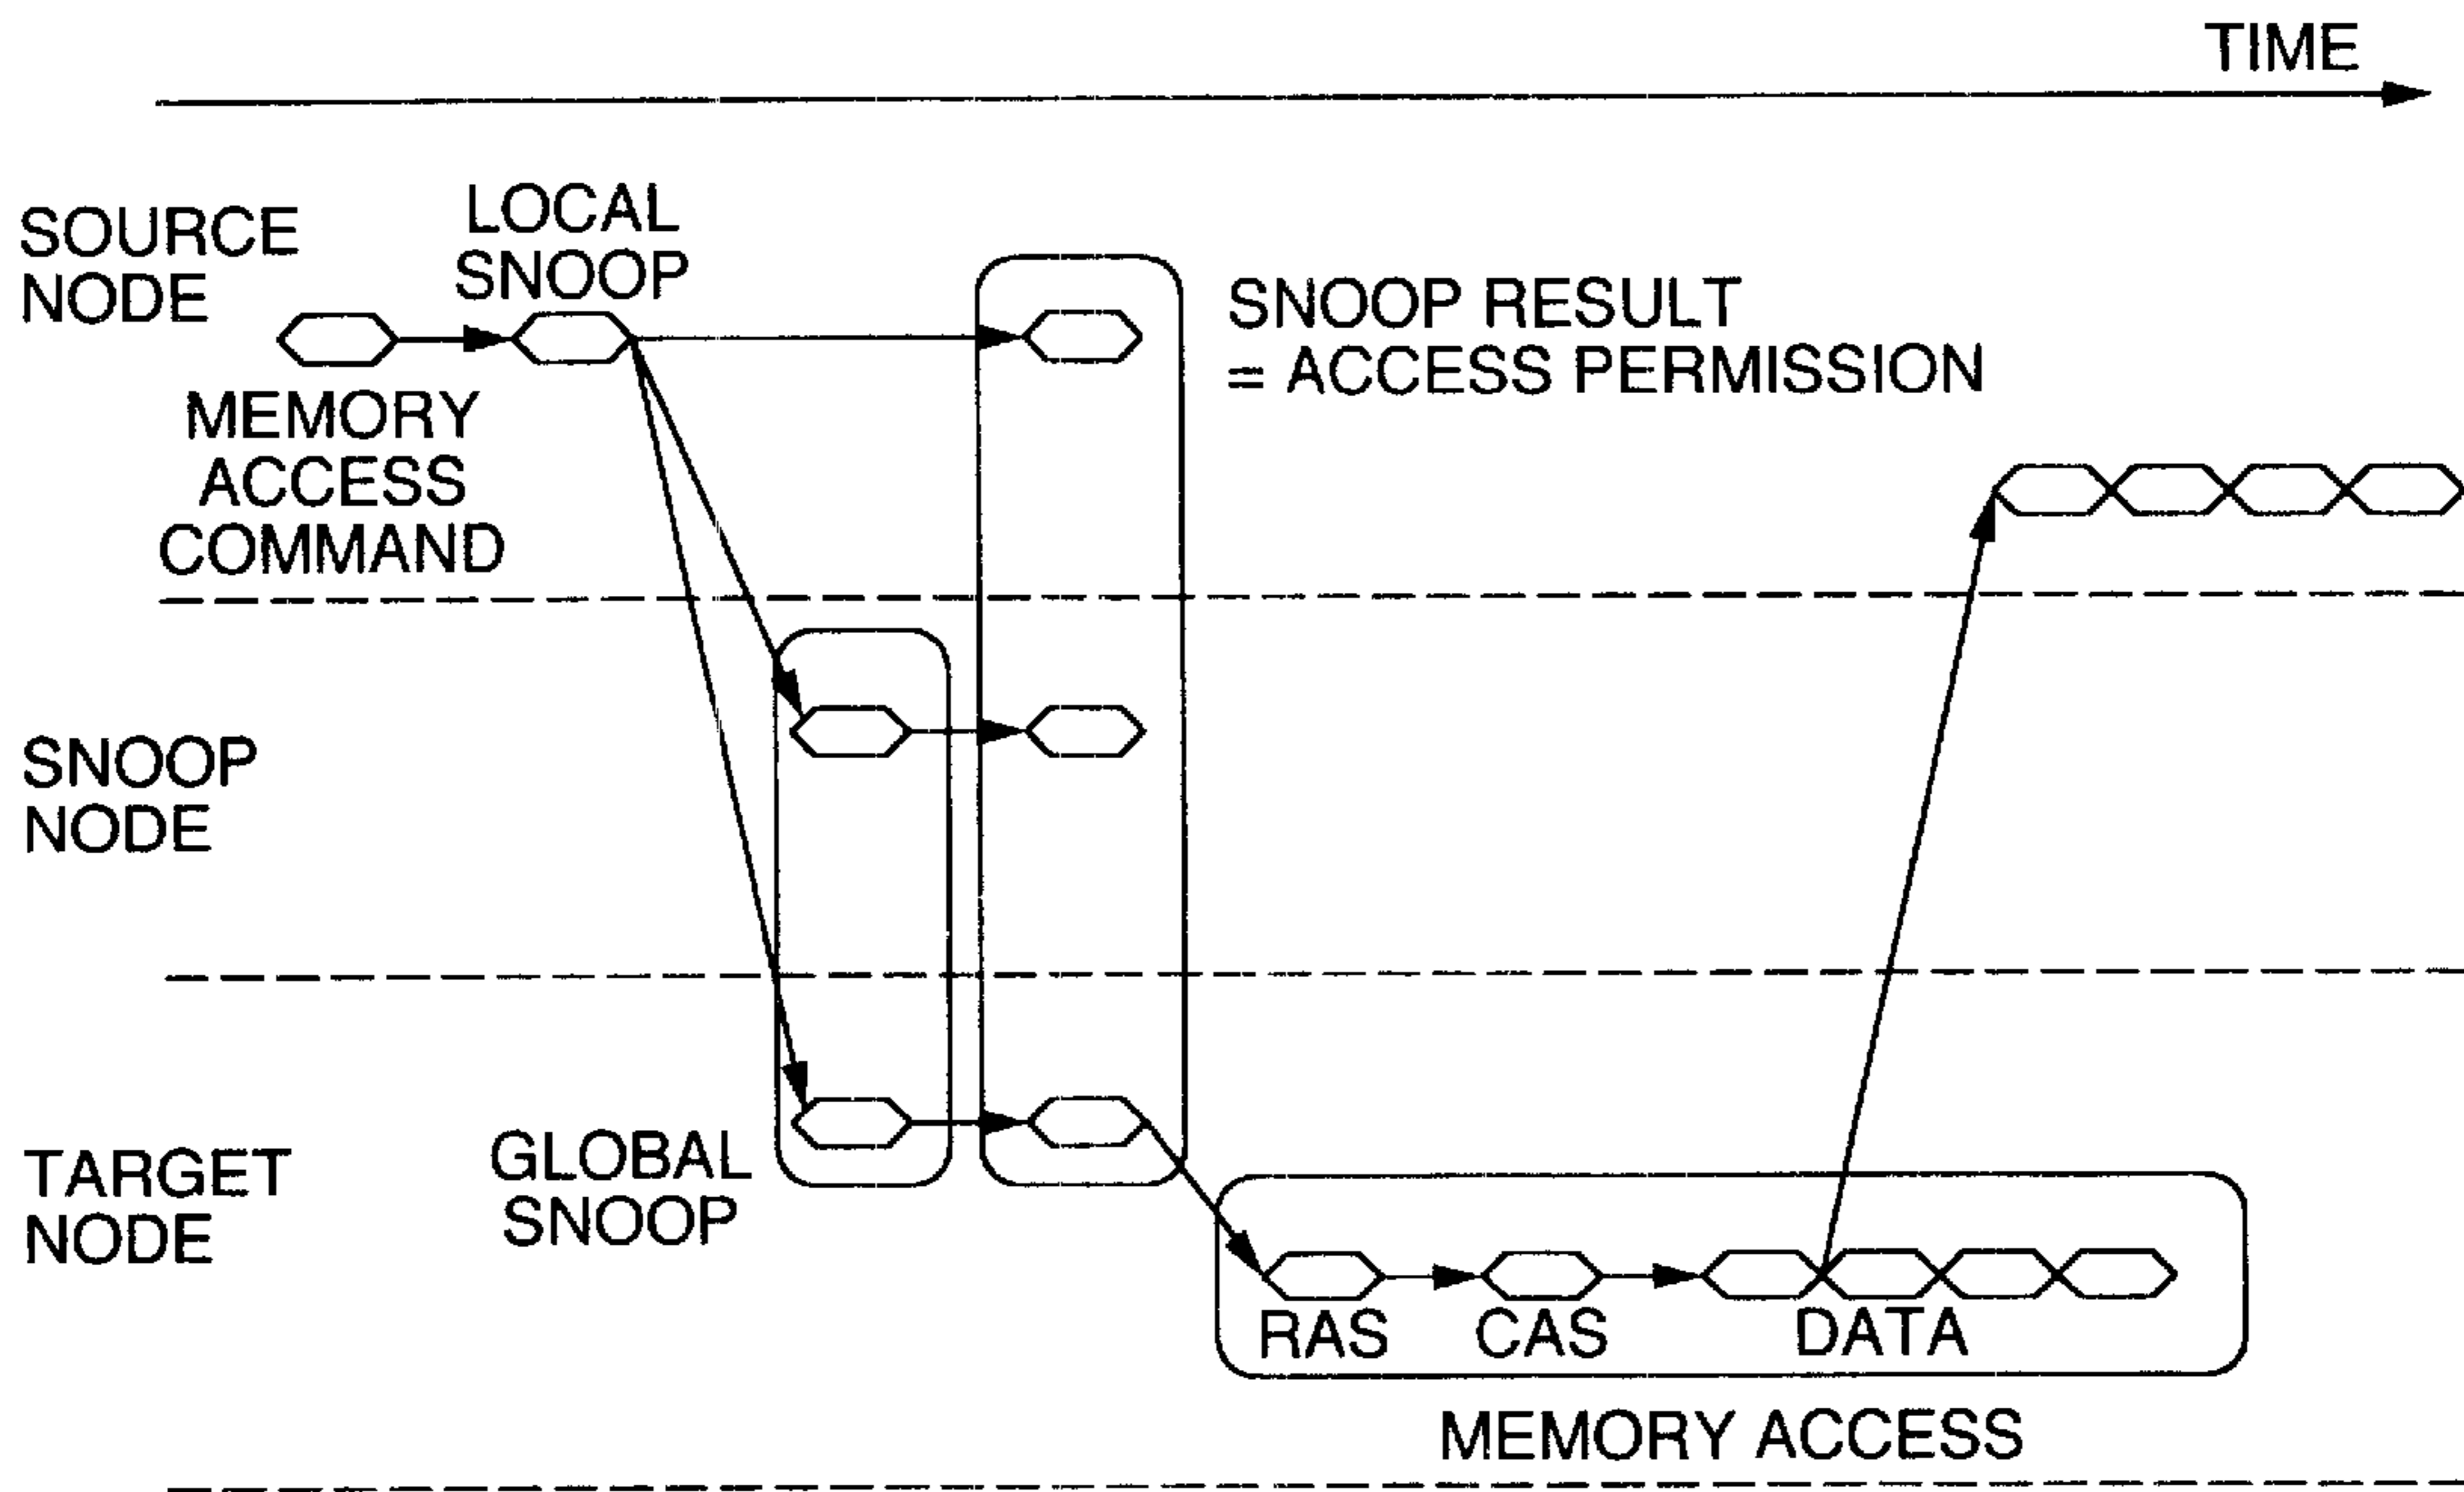 TIME
SOURCE
NODE
LOCAL
SNOOP
SNOOP RESULT
= ACCESS PERMISSION
MEMORY
ACCESS
COMMAND
SNOOP
NODE
TARGET
NODE
GLOBAL
SNOOP
RAS
CAS
DATA
MEMORY ACCESS